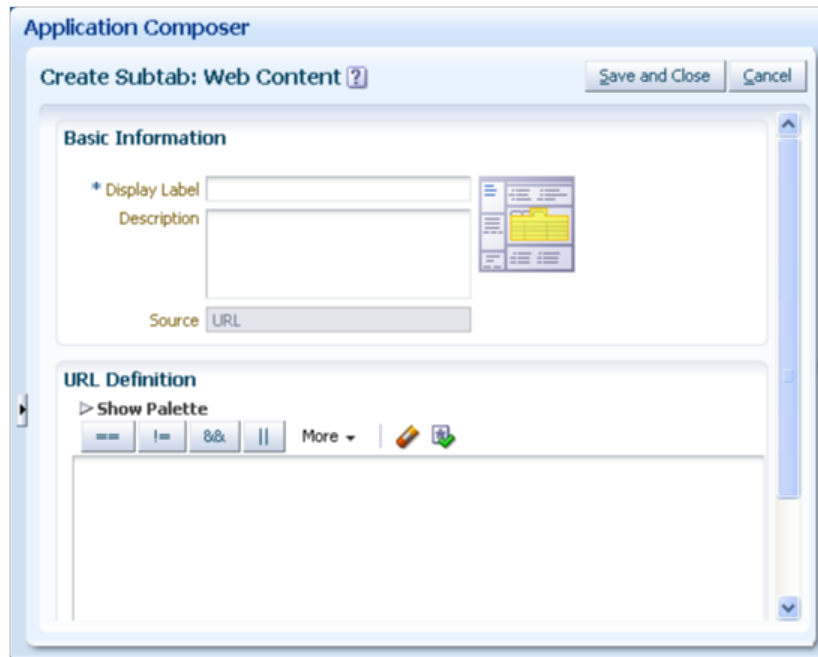 Application Composer
Create Subtab: Web Content ?
Save and Close Cancel
Basic Information
* Display Label
Description
Source URL
URL Definition
Show Palette
== != && || More